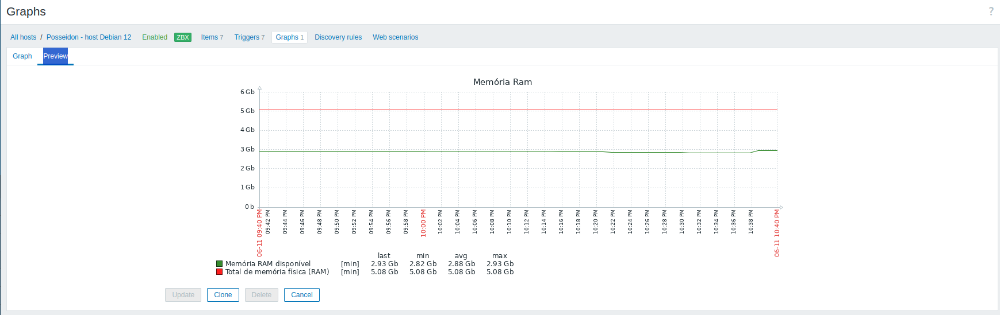 Graphs
?
All hosts / Posseidon - host Debian 12 Enabled ZBX Items 7 Triggers 7 Graphs 1 Discovery rules Web scenarios
Graph Preview
Memória Ram
6 Gb
5 Gb
4 Gb
3 Gb
2 Gb
1 Gb
0 b
06-11 09:40 PM
09:42 PM
09:44 PM
09:46 PM
09:48 PM
09:50 PM
09:52 PM
09:54 PM
09:56 PM
09:58 PM
10:00 PM
10:02 PM
10:04 PM
10:06 PM
10:08 PM
10:10 PM
10:12 PM
10:14 PM
10:16 PM
10:18 PM
10:20 PM
10:22 PM
10:24 PM
10:26 PM
10:28 PM
10:30 PM
10:32 PM
10:34 PM
10:36 PM
10:38 PM
06-11 10:40 PM
last min avg max
Memória RAM disponível [min] 2.93 Gb 2.82 Gb 2.88 Gb 2.93 Gb
Total de memória física (RAM) [min] 5.08 Gb 5.08 Gb 5.08 Gb 5.08 Gb
Update Clone Delete Cancel